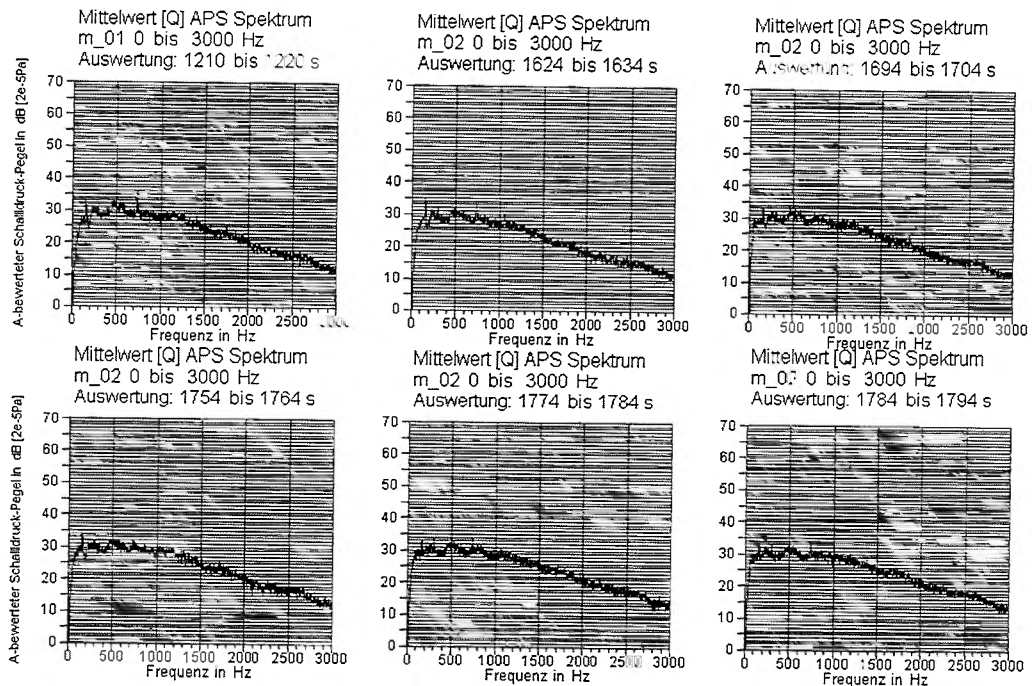 Mittelwert [Q] APS Spektrum
m_01 0 bis 3000 Hz
Auswertung: 1210 bis 1220 s
A-bewerteter Schalldruck-Pegel in dB [2e-5Pa]
70
60
50
40
30
20
10
0
0 500 1000 1500 2000 2500
Frequenz in Hz
Mittelwert [Q] APS Spektrum
m_02 0 bis 3000 Hz
Auswertung: 1624 bis 1634 s
70
60
50
40
30
20
10
0
0 500 1000 1500 2000 2500 3000
Frequenz in Hz
Mittelwert [Q] APS Spektrum
m_02 0 bis 3000 Hz
Auswertung: 1694 bis 1704 s
70
60
50
40
30
20
10
0
0 500 1000 1500 2000 2500 3000
Frequenz in Hz
Mittelwert [Q] APS Spektrum
m_02 0 bis 3000 Hz
Auswertung: 1754 bis 1764 s
A-bewerteter Schalldruck-Pegel in dB [2e-5Pa]
70
60
50
40
30
20
10
0
0 500 1000 1500 2000 2500 3000
Frequenz in Hz
Mittelwert [Q] APS Spektrum
m_02 0 bis 3000 Hz
Auswertung: 1774 bis 1784 s
70
60
50
40
30
20
10
0
0 500 1000 1500 2000 3000
Frequenz in Hz
Mittelwert [Q] APS Spektrum
0 bis 3000 Hz
Auswertung: 1784 bis 1794 s
70
60
50
40
30
20
10
0
0 500 1000 1500 2000 2500 3000
Frequenz in Hz